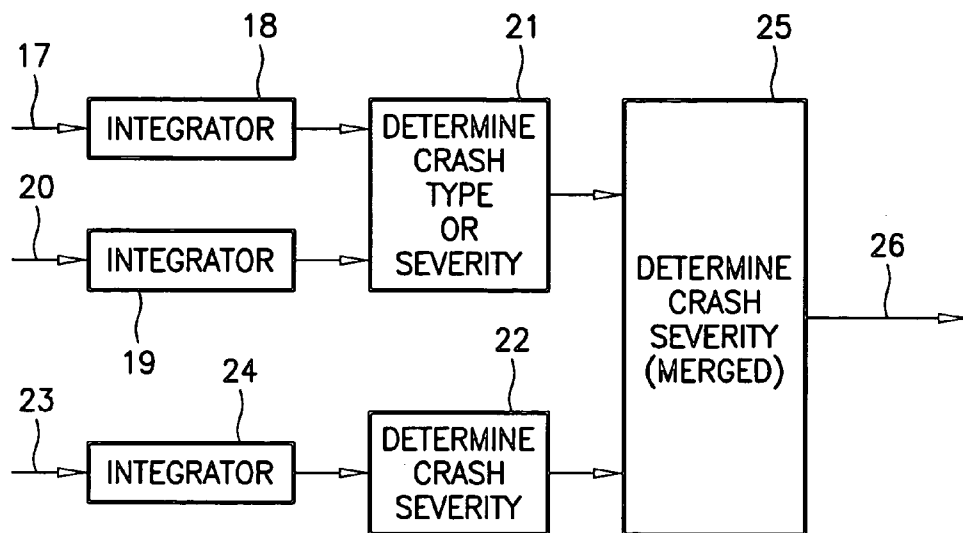 17
18
21
25
INTEGRATOR
DETERMINE
CRASH
TYPE
OR
SEVERITY
20
INTEGRATOR
19
DETERMINE
CRASH
SEVERITY
(MERGED)
26
23
24
22
INTEGRATOR
DETERMINE
CRASH
SEVERITY